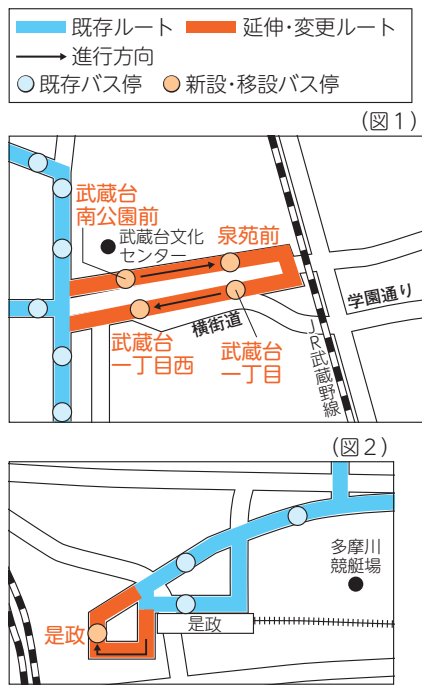 既存ルート 延伸・変更ルート
進行方向
既存バス停 新設・移設バス停
(図1)
武蔵台
南公園前
武蔵台文化
センター
泉苑前
学園通り
横街道
武蔵台
一丁目西
武蔵台
一丁目
JR武蔵野線
(図2)
多摩川
競艇場
是政
是政